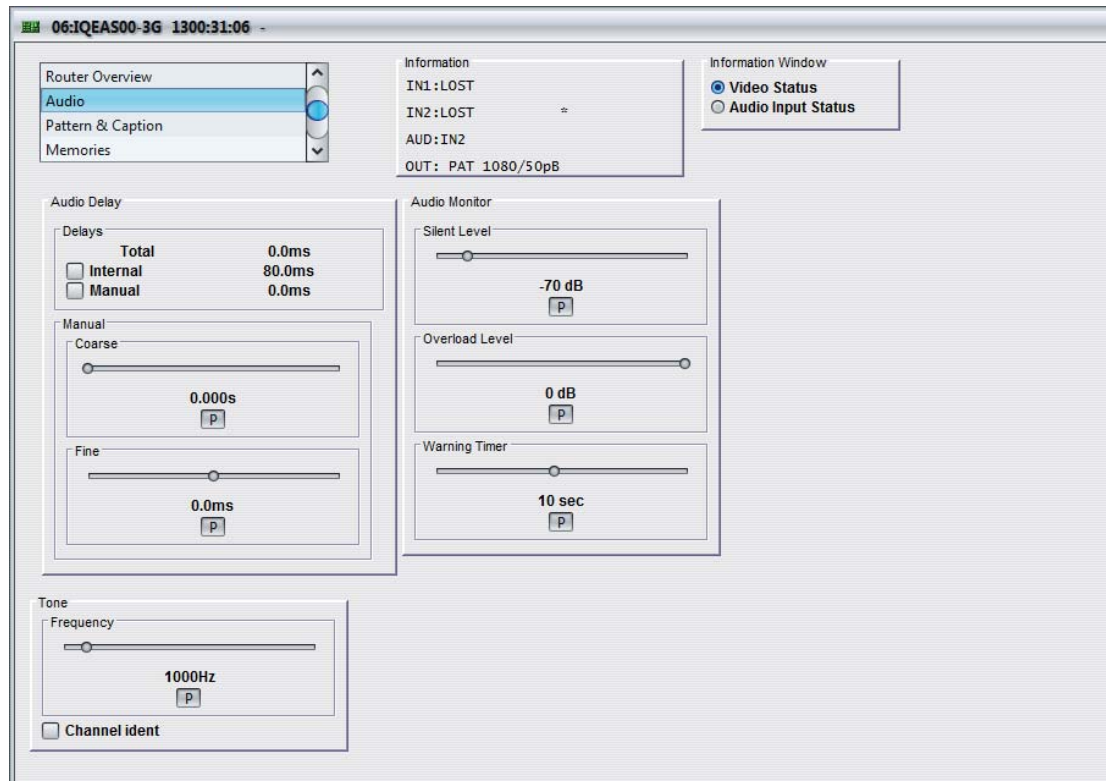 06:IQEAS00-3G 1300:31:06 -
Router Overview
Audio
Pattern & Caption
Memories
Information
IN1:LOST
IN2:LOST *
AUD:IN2
OUT: PAT 1080/50pB
Information Window
Video Status
Audio Input Status
Audio Delay
Delays
Total 0.0ms
Internal 80.0ms
Manual 0.0ms
Manual
Coarse
0.000s
P
Fine
0.0ms
P
Audio Monitor
Silent Level
-70 dB
P
Overload Level
0 dB
P
Warning Timer
10 sec
P
Tone
Frequency
1000Hz
P
Channel ident